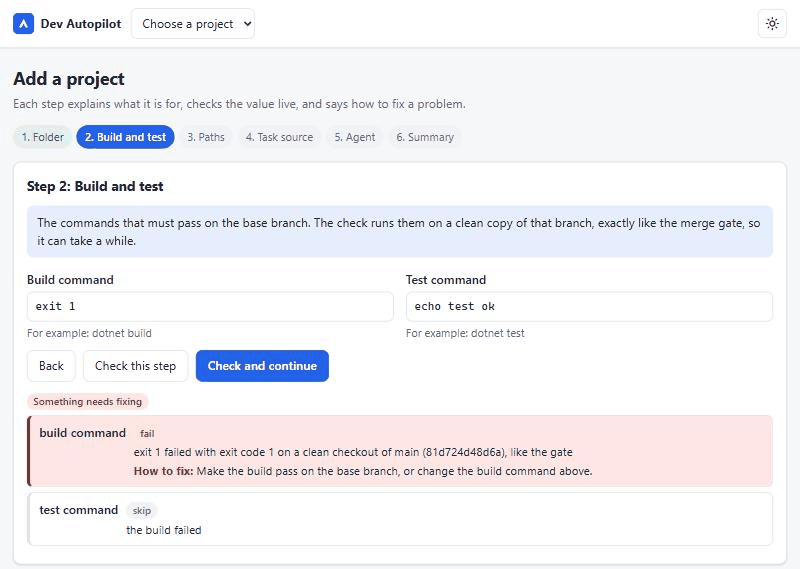 Dev Autopilot
Choose a project
Add a project
Each step explains what it is for, checks the value live, and says how to fix a problem.
1. Folder
2. Build and test
3. Paths
4. Task source
5. Agent
6. Summary
Step 2: Build and test
The commands that must pass on the base branch. The check runs them on a clean copy of that branch, exactly like the merge gate, so
it can take a while.
Build command
Test command
exit 1
echo test ok
For example: dotnet build
For example: dotnet test
Back
Check this step
Check and continue
Something needs fixing
build command fail
exit 1 failed with exit code 1 on a clean checkout of main (81d724d48d6a), like the gate
How to fix: Make the build pass on the base branch, or change the build command above.
test command skip
the build failed